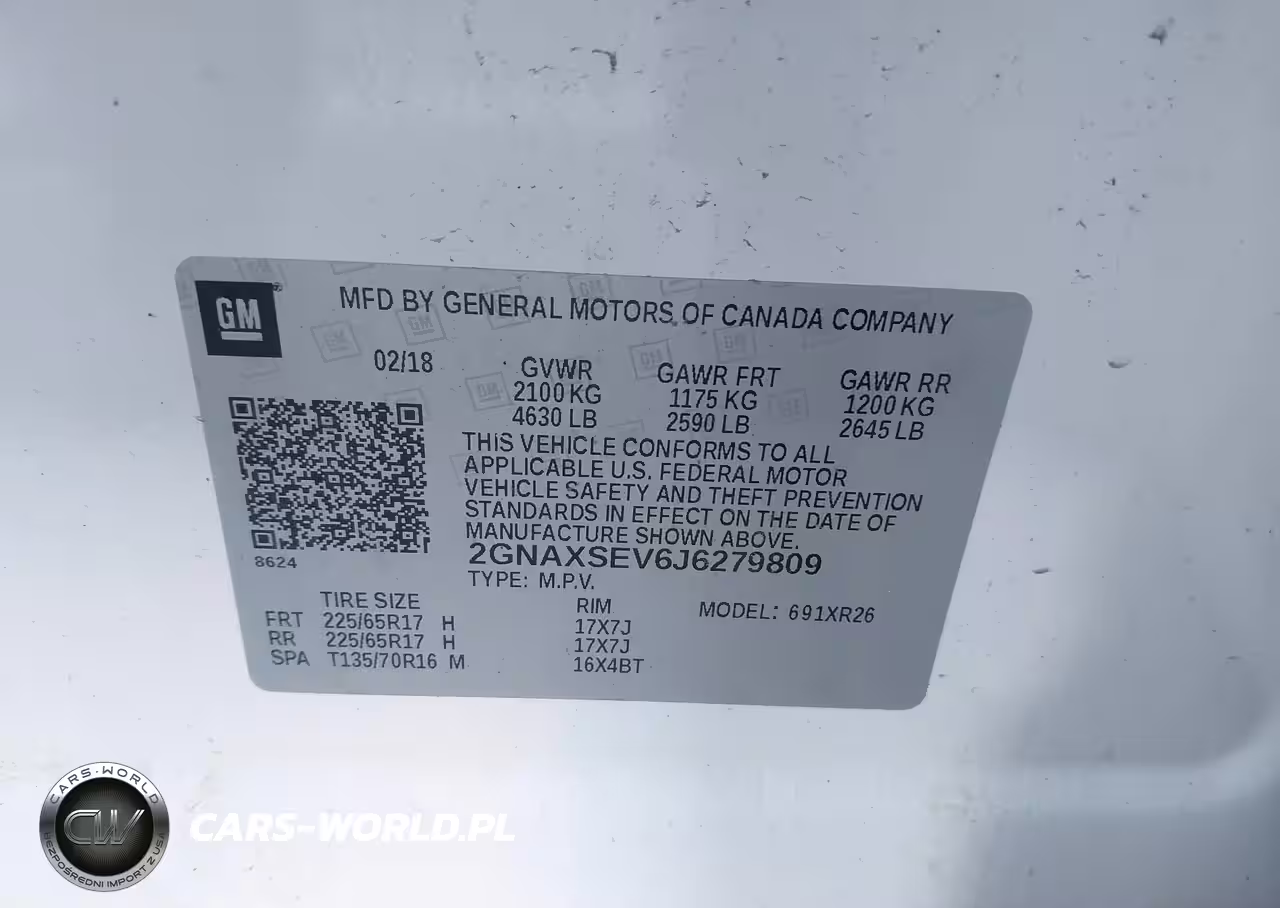 GM
MFD BY GENERAL MOTORS OF CANADA COMPANY
02/18
GVWR GAWR FRT GAWR RR
2100 KG 1175 KG 1200 KG
4630 LB 2590 LB 2645 LB
THIS VEHICLE CONFORMS TO ALL
APPLICABLE U.S. FEDERAL MOTOR
VEHICLE SAFETY AND THEFT PREVENTION
STANDARDS IN EFFECT ON THE DATE OF
MANUFACTURE SHOWN ABOVE.
2GNAXSEV6J6279809
8624
TYPE: M.P.V.
TIRE SIZE RIM MODEL: 691XR26
FRT 225/65R17 H 17X7J
RR 225/65R17 H 17X7J
SPA T135/70R16 M 16X4BT
CARS-WORLD
CW
BEZPOŚREDNI IMPORT Z USA
CARS-WORLD.PL